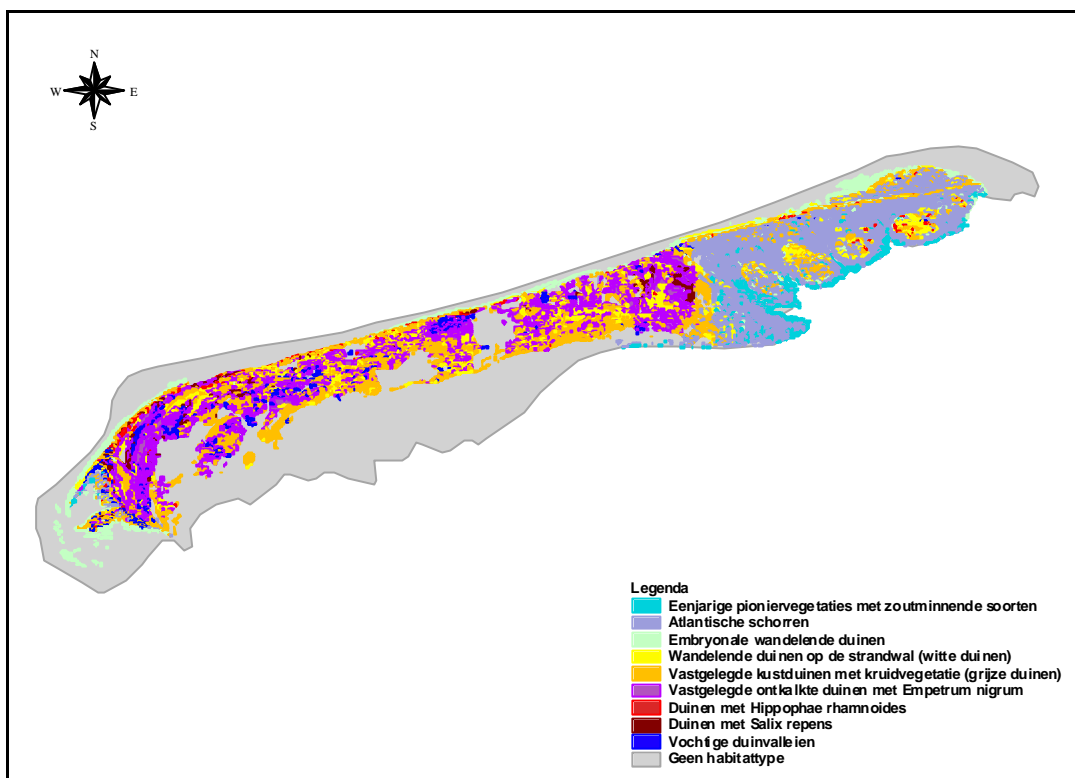 N
W E
S
Legenda
Eenjarige pioniervegetaties met zoutminnende soorten
Atlantische schorren
Embryonale wandelende duinen
Wandelende duinen op de strandwal (witte duinen)
Vastgelegde kustduinen met kruidvegetatie (grijze duinen)
Vastgelegde ontkalkte duinen met Empetrum nigrum
Duinen met Hippophae rhamnoides
Duinen met Salix repens
Vochtige duinvalleien
Geen habitattype